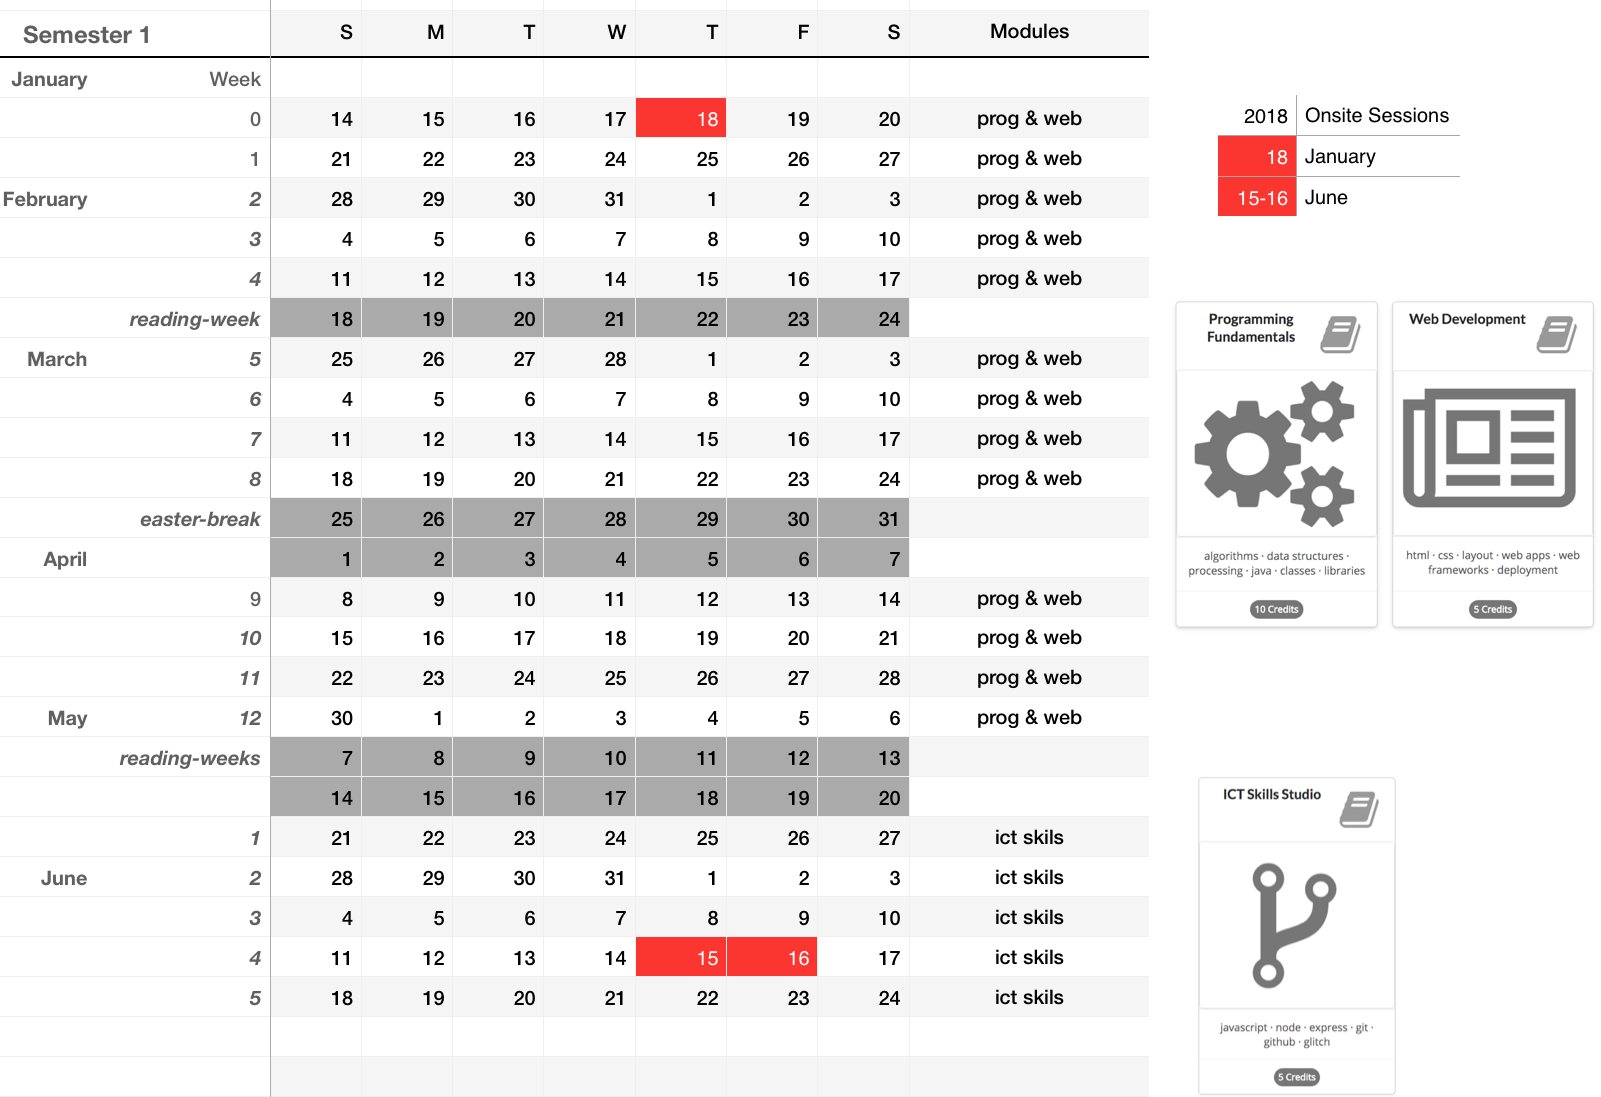 Semester 1 S M T W T F S Modules
January Week
0 14 15 16 17 18 19 20 prog & web
1 21 22 23 24 25 26 27 prog & web
February 2 28 29 30 31 1 2 3 prog & web
3 4 5 6 7 8 9 10 prog & web
4 11 12 13 14 15 16 17 prog & web
reading-week 18 19 20 21 22 23 24
March 5 25 26 27 28 1 2 3 prog & web
6 4 5 6 7 8 9 10 prog & web
7 11 12 13 14 15 16 17 prog & web
8 18 19 20 21 22 23 24 prog & web
easter-break 25 26 27 28 29 30 31
April 1 2 3 4 5 6 7
9 8 9 10 11 12 13 14 prog & web
10 15 16 17 18 19 20 21 prog & web
11 22 23 24 25 26 27 28 prog & web
May 12 30 1 2 3 4 5 6 prog & web
reading-weeks 7 8 9 10 11 12 13
14 15 16 17 18 19 20
1 21 22 23 24 25 26 27 ict skils
June 2 28 29 30 31 1 2 3 ict skils
3 4 5 6 7 8 9 10 ict skils
4 11 12 13 14 15 16 17 ict skils
5 18 19 20 21 22 23 24 ict skils
2018 Onsite Sessions
18 January
15-16 June
Programming
Fundamentals
algorithms · data structures ·
processing · java · classes · libraries
10 Credits
Web Development
html · css · layout · web apps · web
frameworks · deployment
5 Credits
ICT Skills Studio
javascript · node · express · git ·
github · glitch
5 Credits